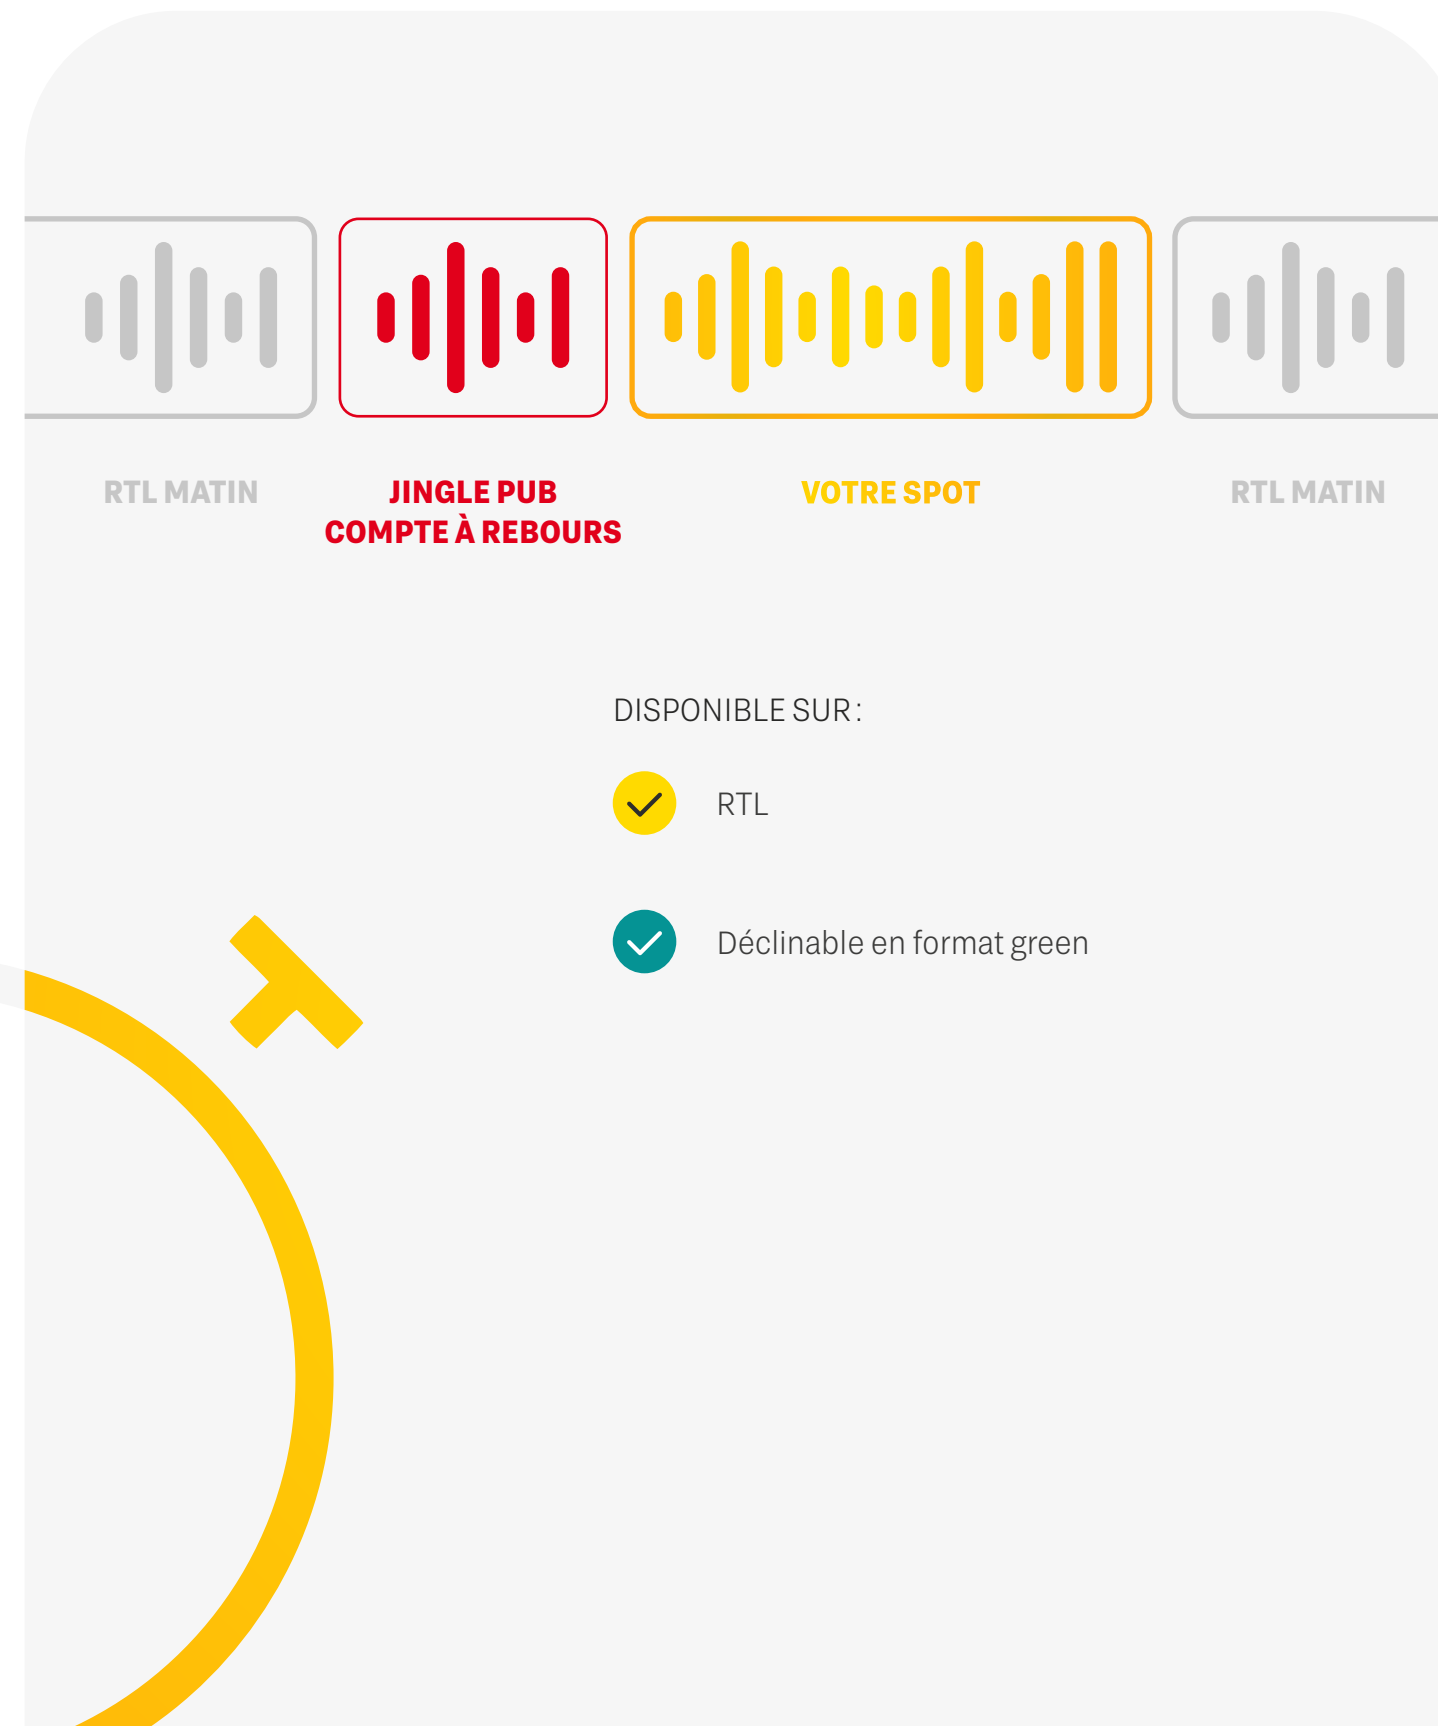 RTL MATIN
JINGLE PUB
COMPTE À REBOURS
VOTRE SPOT
RTL MATIN
DISPONIBLE SUR :
RTL
Déclinable en format green